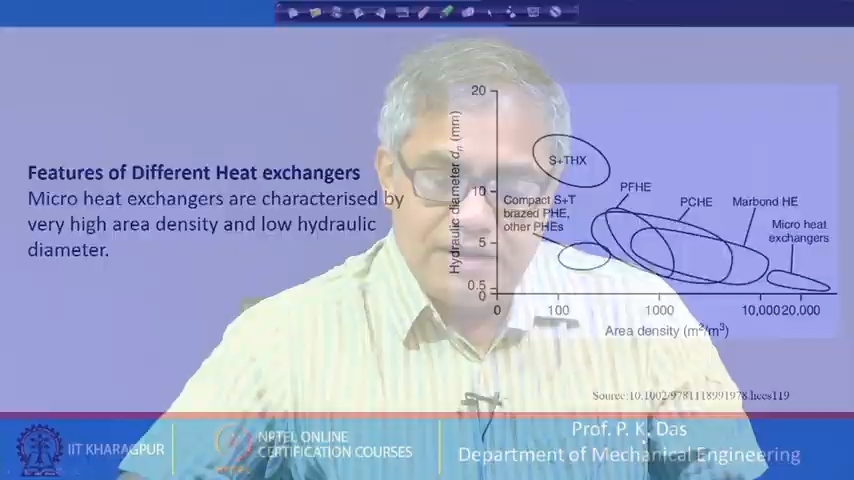 Features of Different Heat exchangers
Micro heat exchangers are characterised by
very high area density and low hydraulic
diameter.
20
10
5
0.5
0
Hydraulic diameter dh (mm)
S+THX
Compact S+T
brazed PHE,
other PHEs
PFHE
PCHE
Marbond HE
Micro heat
exchangers
0
100
1000
10,000
20,000
Area density (m²/m³)
Source:10.1002/9781118991978.hces119
IIT KHARAGPUR
NPTEL ONLINE
CERTIFICATION COURSES
Prof. P. K. Das
Department of Mechanical Engineering